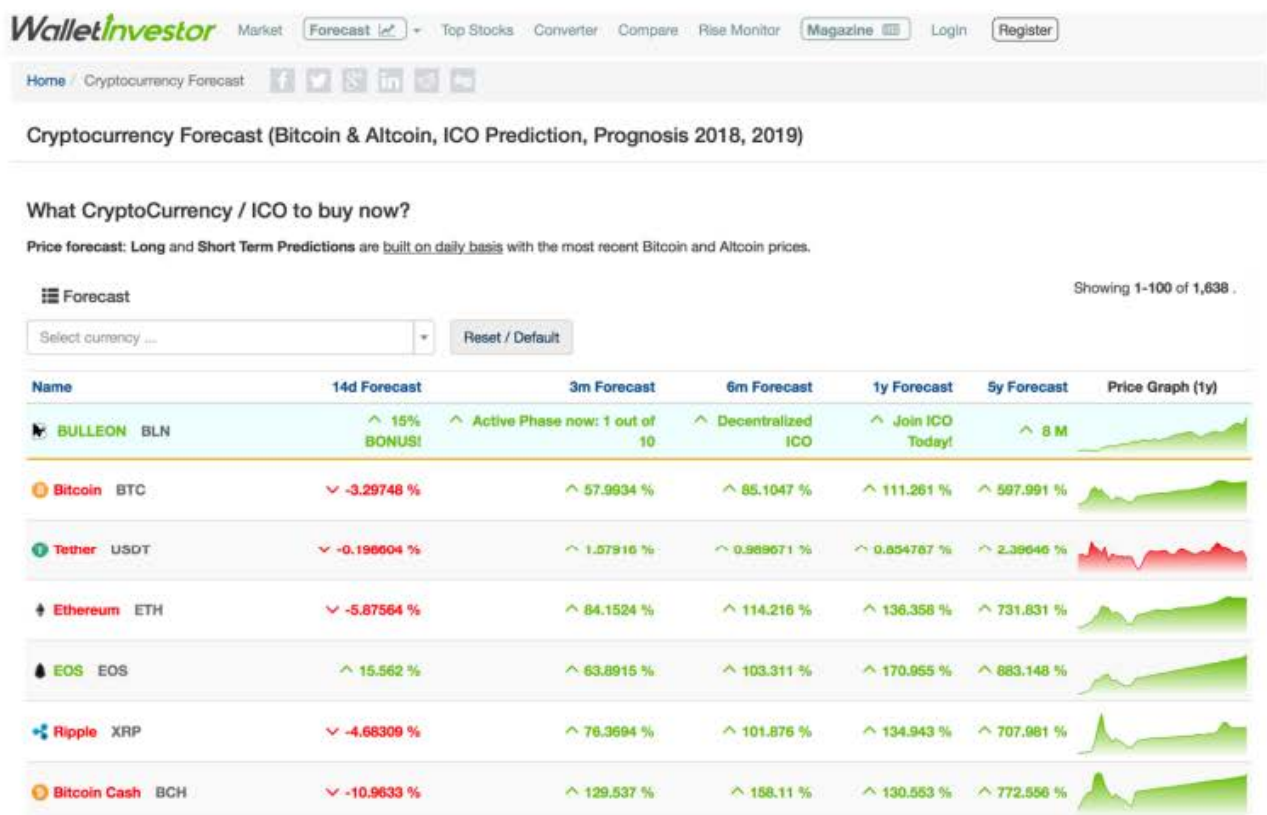 WalletInvestor Market Forecast Top Stocks Converter Compare Rise Monitor Magazine Login Register
Home / Cryptocurrency Forecast
Cryptocurrency Forecast (Bitcoin & Altcoin, ICO Prediction, Prognosis 2018, 2019)
What CryptoCurrency / ICO to buy now?
Price forecast: Long and Short Term Predictions are built on daily basis with the most recent Bitcoin and Altcoin prices.
Showing 1-100 of 1,638 .
Forecast
Select currency ... Reset / Default
Name 14d Forecast 3m Forecast 6m Forecast 1y Forecast 5y Forecast Price Graph (1y)
BULLEON BLN 15% BONUS! Active Phase now: 1 out of 10 Decentralized ICO Join ICO Today! 8 M
Bitcoin BTC -3.29748 % 57.9934 % 85.1047 % 111.261 % 597.991 %
Tether USDT -0.196604 % 1.57916 % 0.989671 % 0.854787 % 2.39646 %
Ethereum ETH -5.87564 % 84.1524 % 114.216 % 136.358 % 731.831 %
EOS EOS 15.562 % 63.8915 % 103.311 % 170.955 % 883.148 %
Ripple XRP -4.68309 % 76.3694 % 101.876 % 134.943 % 707.981 %
Bitcoin Cash BCH -10.9633 % 129.537 % 158.11 % 130.553 % 772.556 %